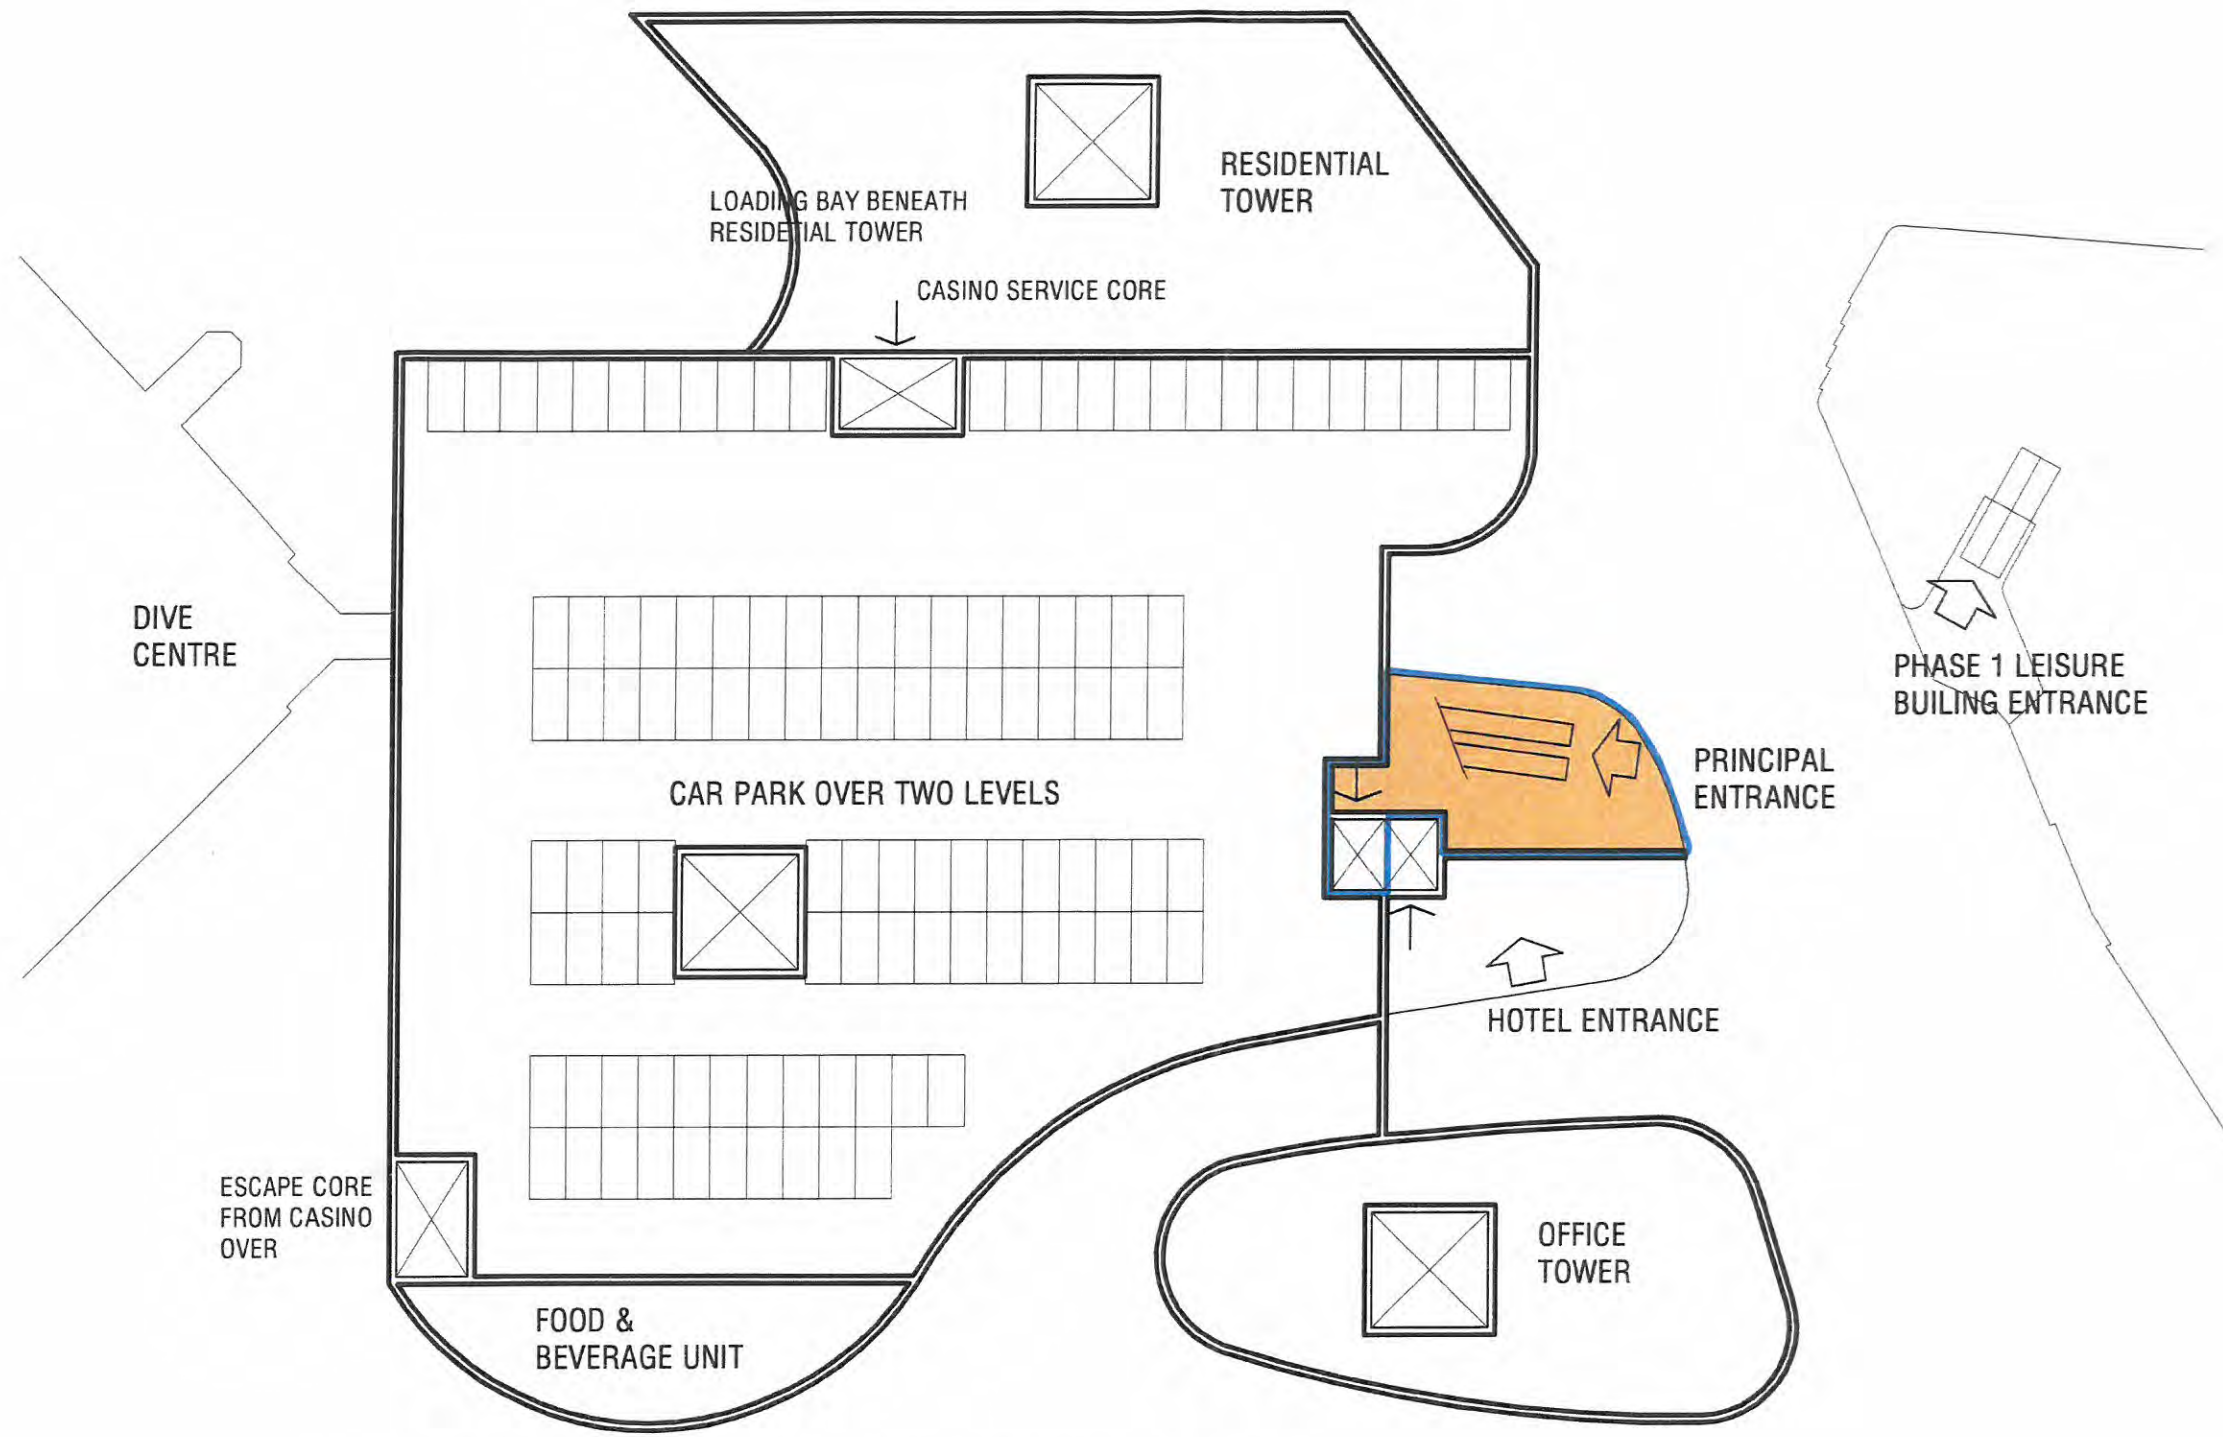 RESIDENTIAL
TOWER
LOADING BAY BENEATH
RESIDETIAL TOWER
CASINO SERVICE CORE
DIVE
CENTRE
PHASE 1 LEISURE
BUILING ENTRANCE
PRINCIPAL
ENTRANCE
CAR PARK OVER TWO LEVELS
HOTEL ENTRANCE
ESCAPE CORE
FROM CASINO
OVER
OFFICE
TOWER
FOOD &
BEVERAGE UNIT